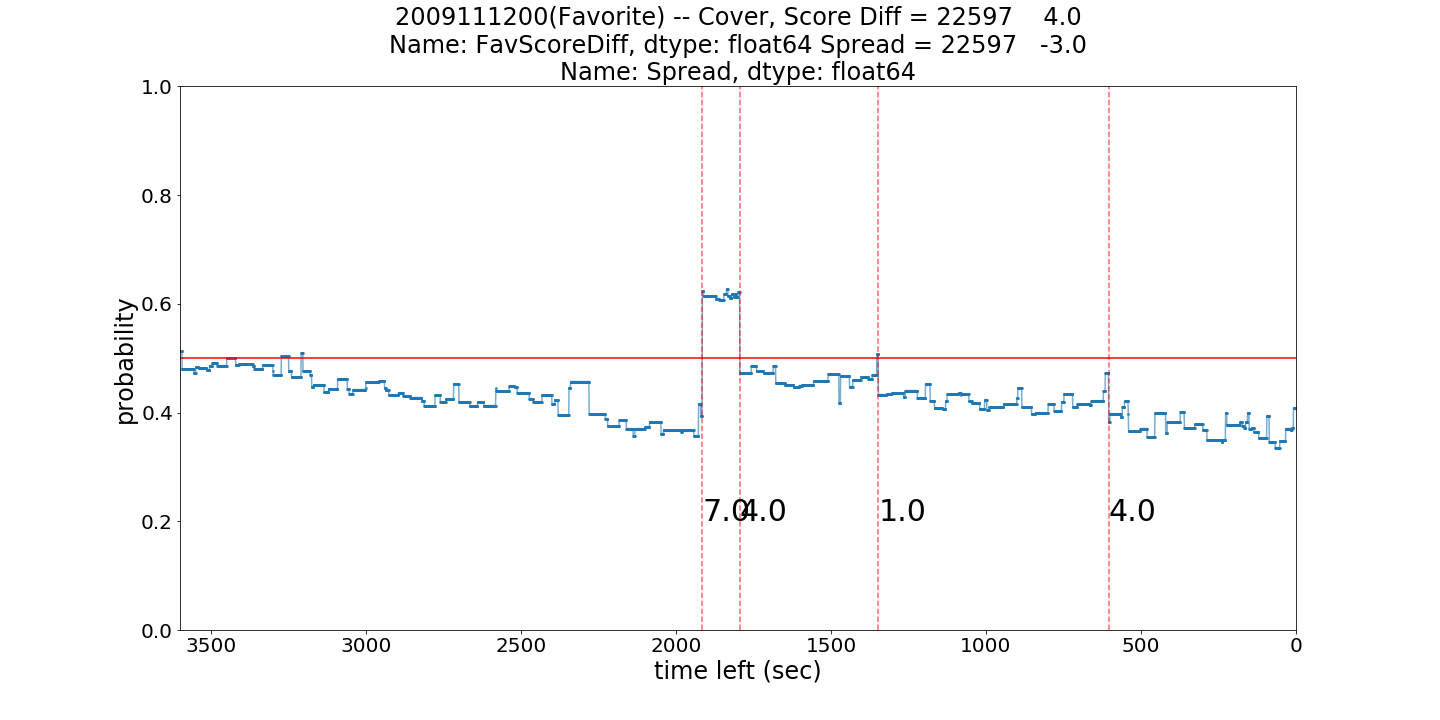 2009111200(Favorite) -- Cover, Score Diff = 22597    4.0
Name: FavScoreDiff, dtype: float64 Spread = 22597   -3.0
Name: Spread, dtype: float64
1.0
0.8
0.6
0.4
0.2
0.0
probability
7.0
4.0
1.0
4.0
3500 3000 2500 2000 1500 1000 500 0
time left (sec)